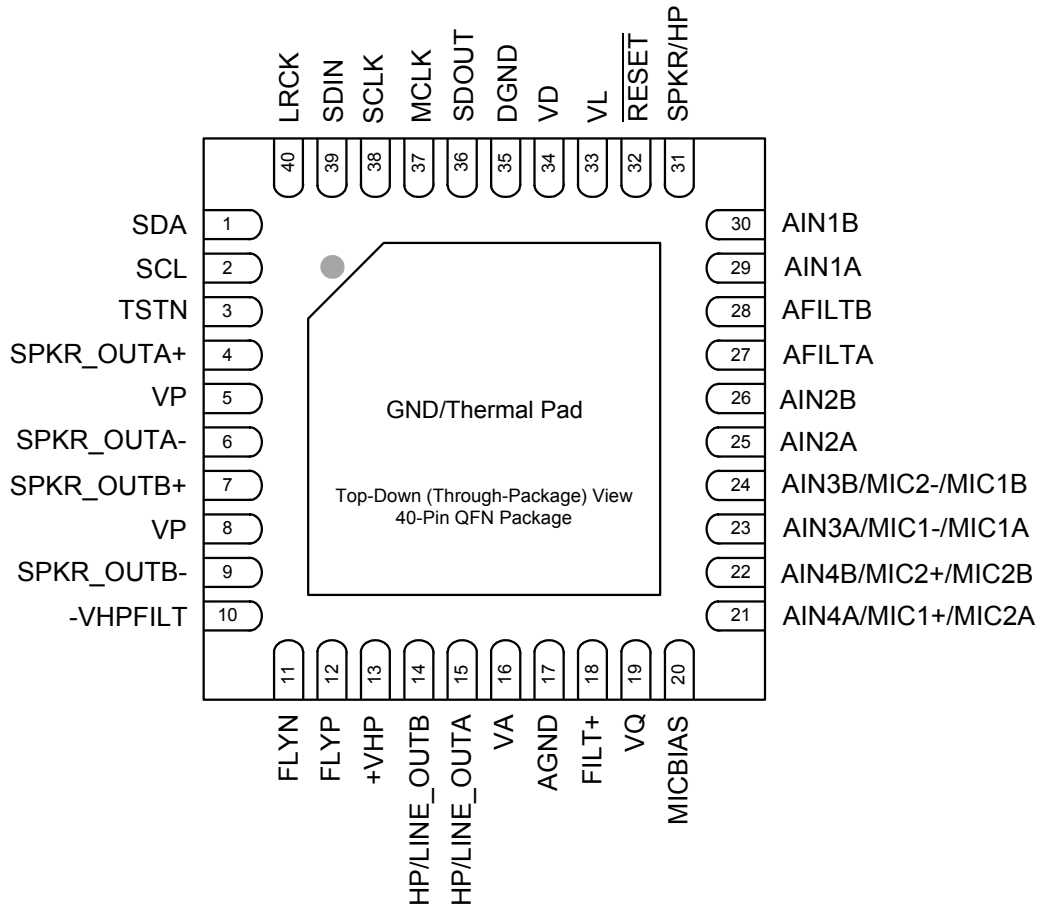 LRCK
SDIN
SCLK
MCLK
SDOUT
DGND
VD
VL
RESET
SPKR/HP
40
39
38
37
36
35
34
33
32
31
SDA 1
SCL 2
TSTN 3
SPKR_OUTA+ 4
VP 5
SPKR_OUTA- 6
SPKR_OUTB+ 7
VP 8
SPKR_OUTB- 9
-VHPFILT 10
GND/Thermal Pad
Top-Down (Through-Package) View
40-Pin QFN Package
30 AIN1B
29 AIN1A
28 AFILTB
27 AFILTA
26 AIN2B
25 AIN2A
24 AIN3B/MIC2-/MIC1B
23 AIN3A/MIC1-/MIC1A
22 AIN4B/MIC2+/MIC2B
21 AIN4A/MIC1+/MIC2A
11
12
13
14
15
16
17
18
19
20
FLYN
FLYP
+VHP
HP/LINE_OUTB
HP/LINE_OUTA
VA
AGND
FILT+
VQ
MICBIAS